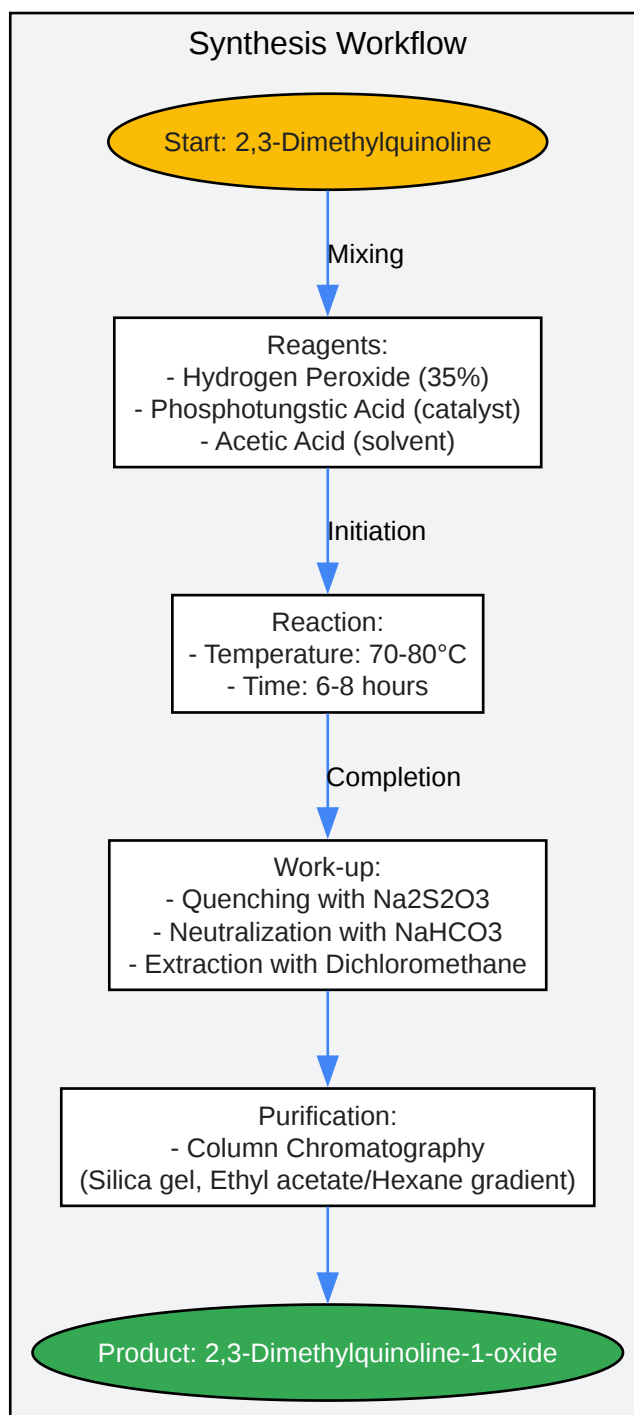 Synthesis Workflow
Start: 2,3-Dimethylquinoline
Mixing
Reagents:
- Hydrogen Peroxide (35%)
- Phosphotungstic Acid (catalyst)
- Acetic Acid (solvent)
Initiation
Reaction:
- Temperature: 70-80°C
- Time: 6-8 hours
Completion
Work-up:
- Quenching with Na2S2O3
- Neutralization with NaHCO3
- Extraction with Dichloromethane
Purification:
- Column Chromatography
(Silica gel, Ethyl acetate/Hexane gradient)
Product: 2,3-Dimethylquinoline-1-oxide